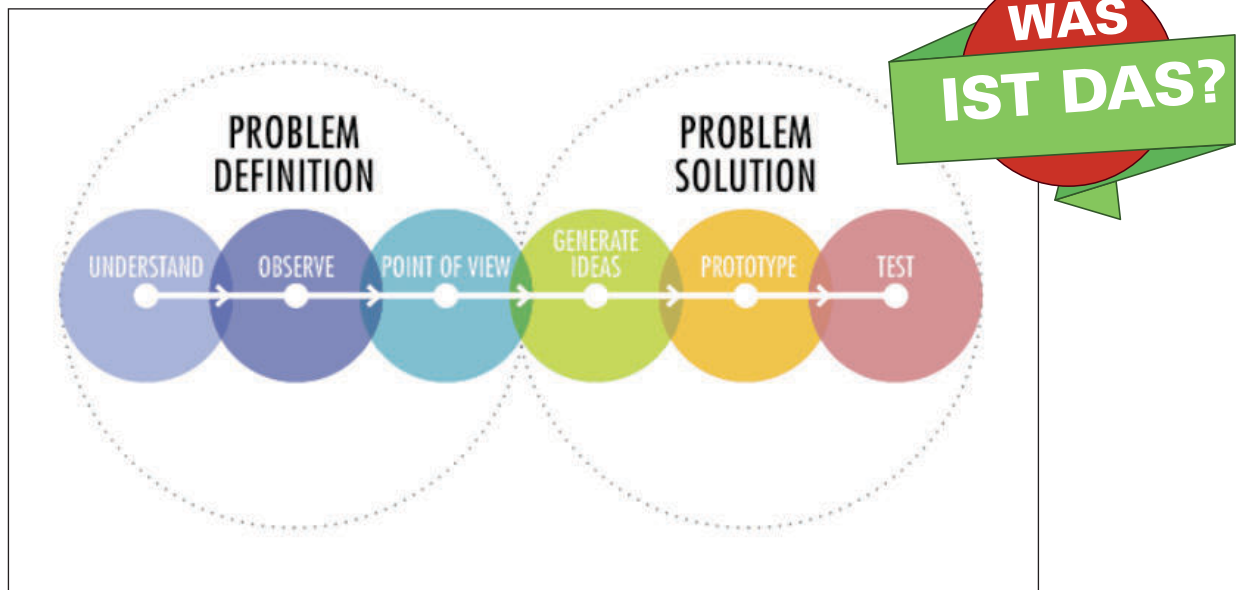 WAS
IST DAS?
PROBLEM
DEFINITION
PROBLEM
SOLUTION
UNDERSTAND
OBSERVE
POINT OF VIEW
GENERATE
IDEAS
PROTOTYPE
TEST